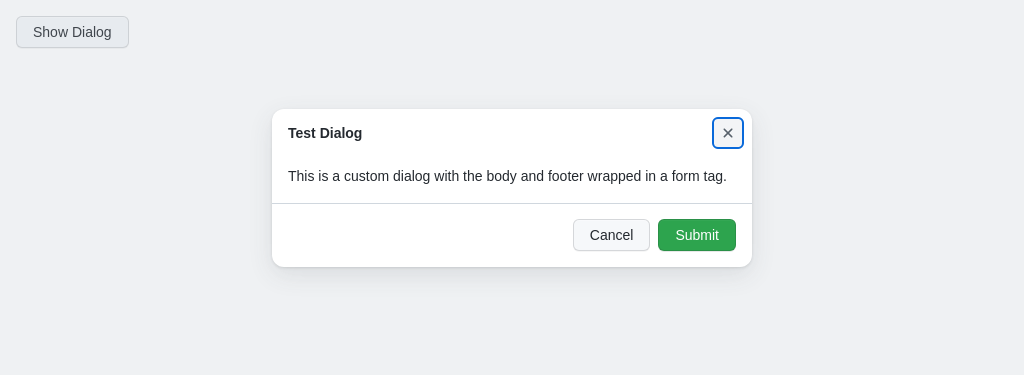 Show Dialog
Test Dialog
This is a custom dialog with the body and footer wrapped in a form tag.
Cancel
Submit